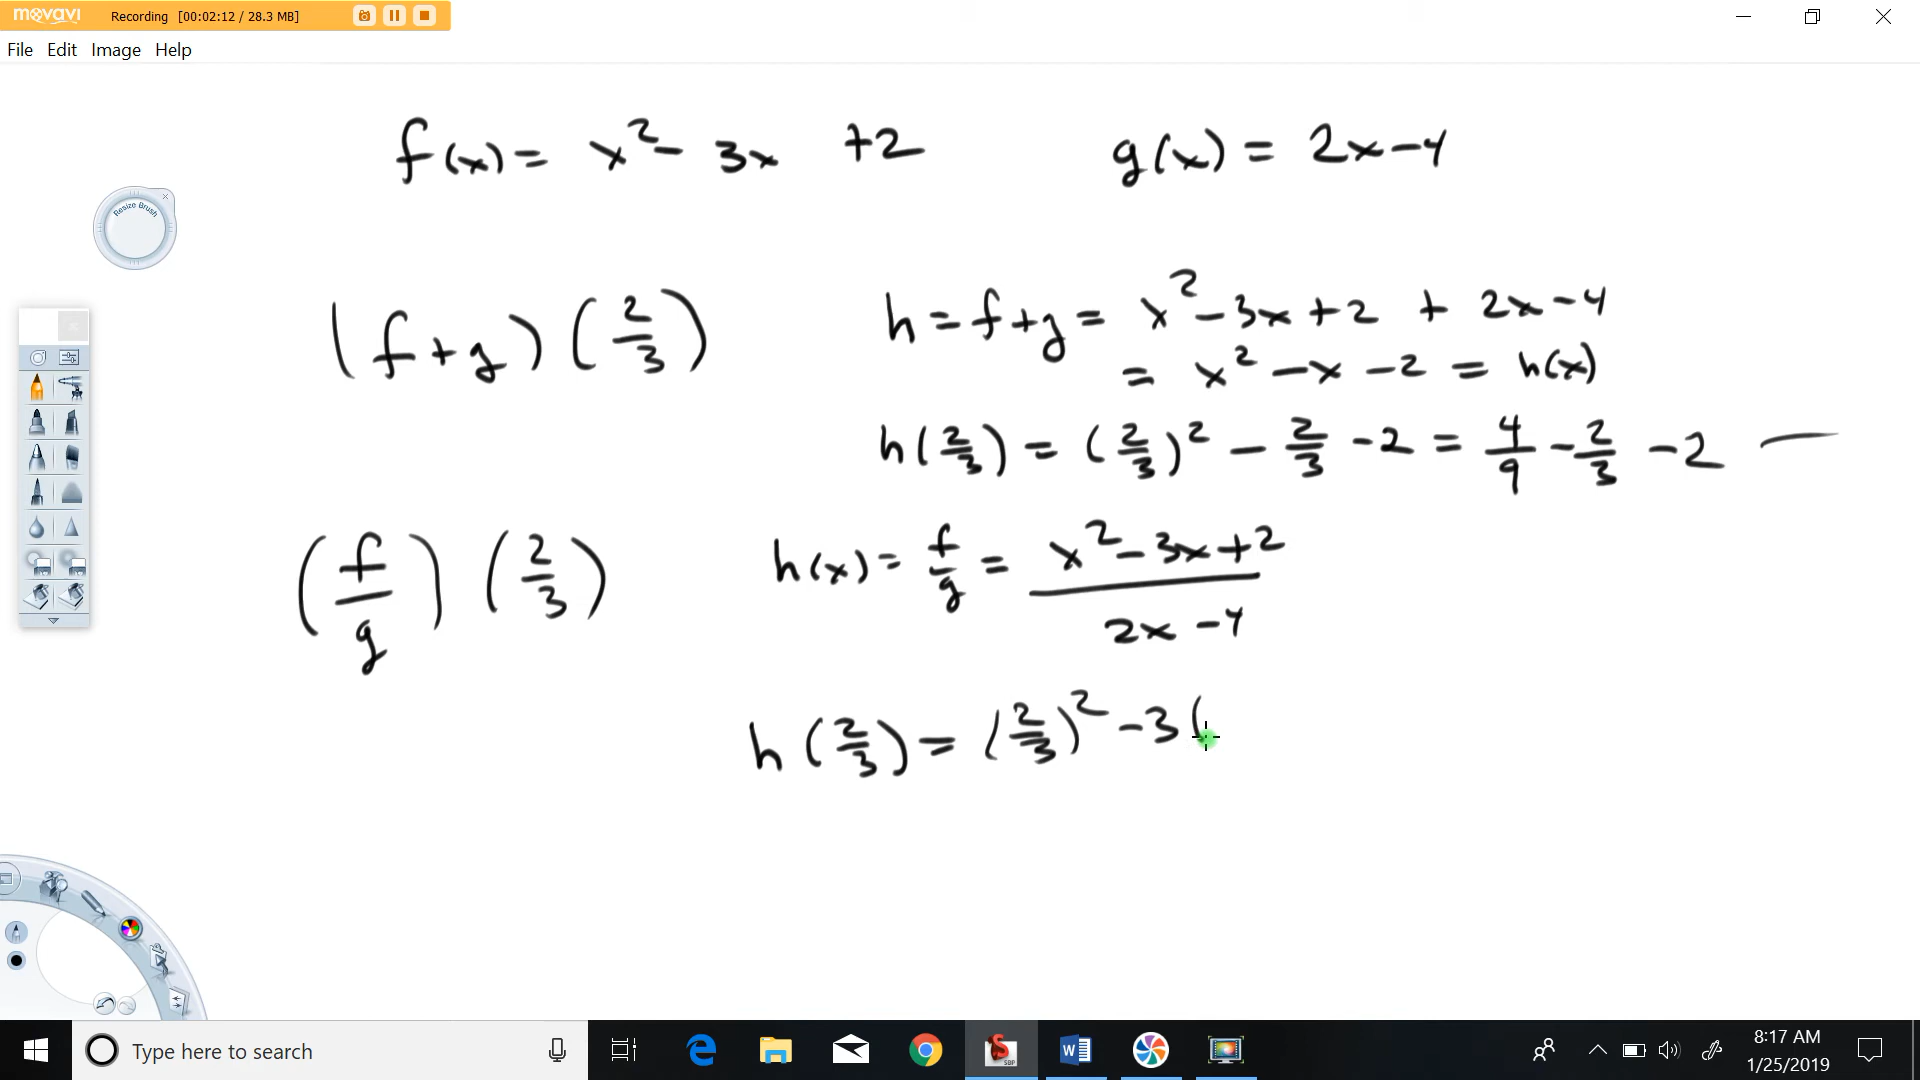 movavi Recording [00:02:12 / 28.3 MB]
File Edit Image Help
f(x) = x² - 3x +2 g(x) = 2x-4
Resize Brush
(f+g)(2/3) h=f+g= x²-3x+2 + 2x-4
= x² -x -2 = h(x)
h(2/3) = (2/3)² - 2/3 -2 = 4/9 - 2/3 -2 —
(f/g)(2/3) h(x) = f/g = x²-3x+2 / 2x-4
h(2/3) = (2/3)² -3(
Type here to search
8:17 AM
1/25/2019